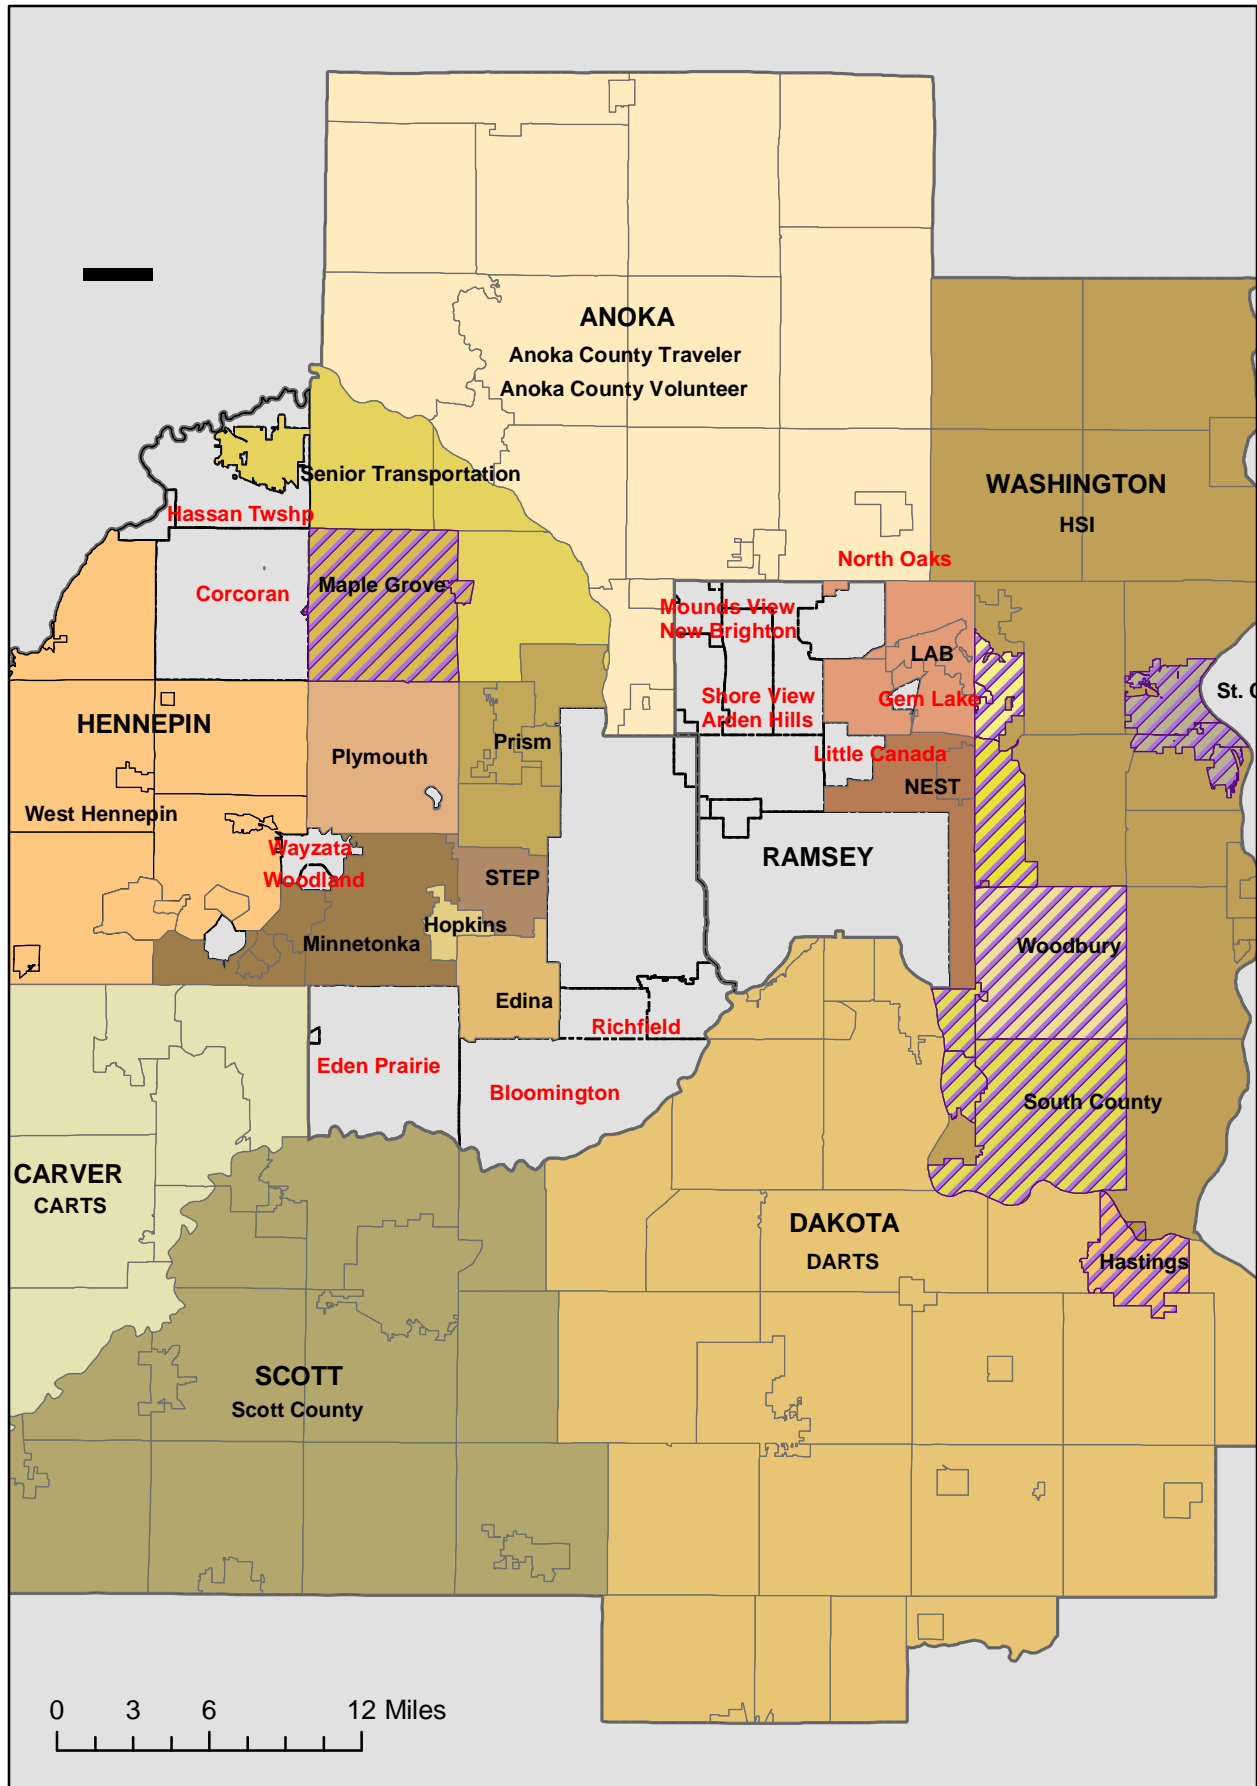 ANOKA
Anoka County Traveler
Anoka County Volunteer
Senior Transportation
WASHINGTON
HSI
Hassan Twshp
North Oaks
Corcoran
Maple Grove
Mounds View
New Brighton
LAB
Shore View
Arden Hills
Gem Lake
St. C
HENNEPIN
Plymouth
Prism
Little Canada
NEST
West Hennepin
Wayzata
Woodland
STEP
RAMSEY
Hopkins
Minnetonka
Woodbury
Edina
Richfield
Eden Prairie
Bloomington
South County
CARVER
CARTS
DAKOTA
DARTS
Hastings
SCOTT
Scott County
0 3 6 12 Miles